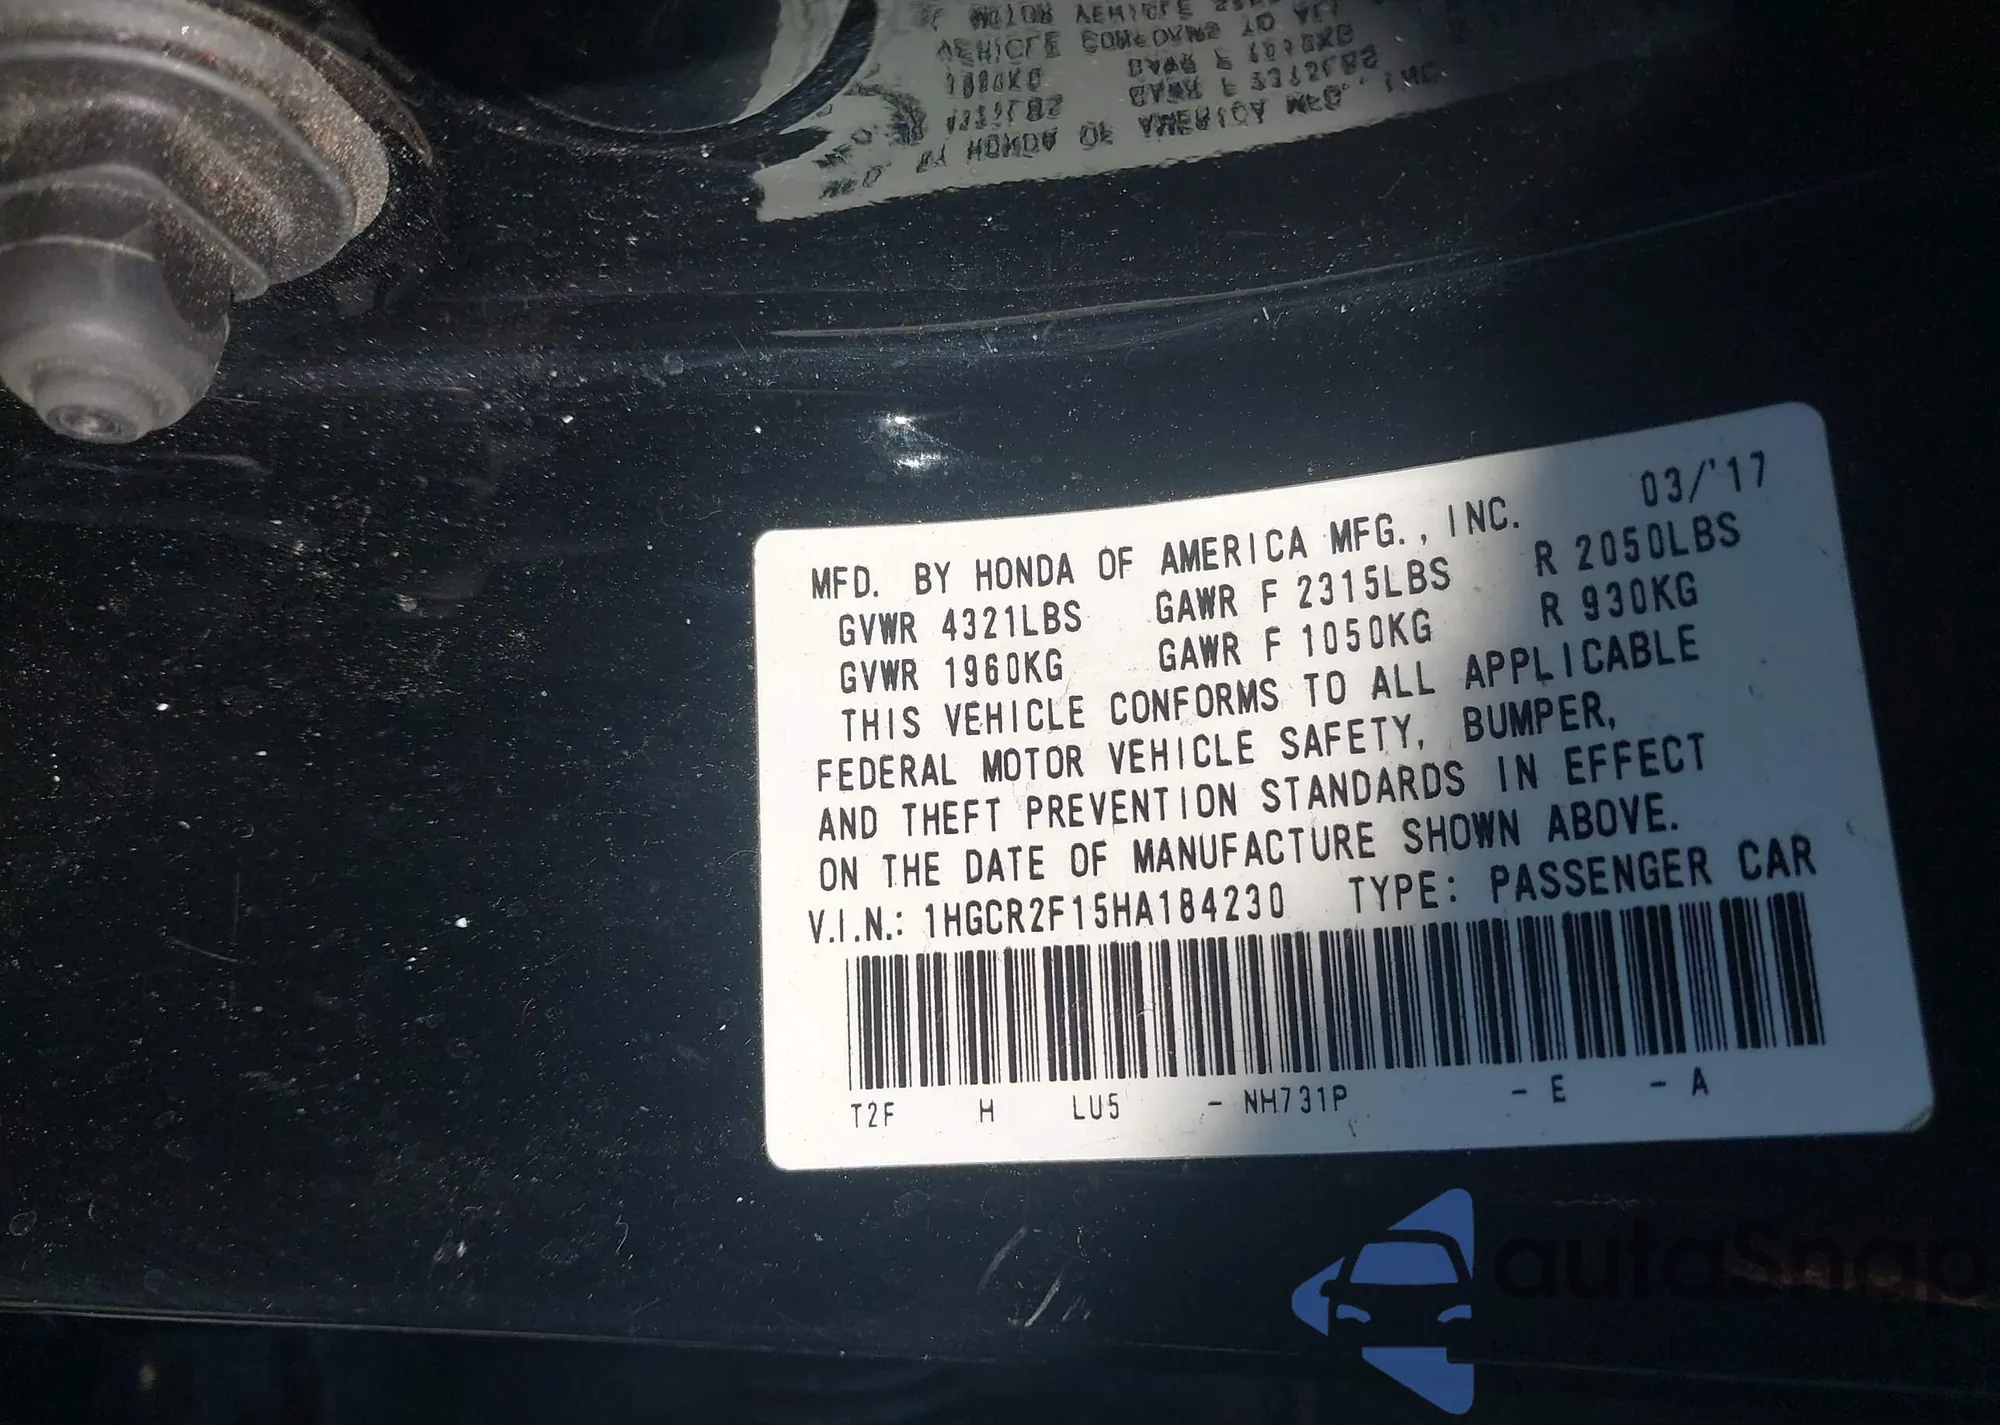 03/'17
MFD. BY HONDA OF AMERICA MFG., INC.
GVWR 4321LBS GAWR F 2315LBS R 2050LBS
GVWR 1960KG GAWR F 1050KG R 930KG
THIS VEHICLE CONFORMS TO ALL APPLICABLE
FEDERAL MOTOR VEHICLE SAFETY, BUMPER,
AND THEFT PREVENTION STANDARDS IN EFFECT
ON THE DATE OF MANUFACTURE SHOWN ABOVE.
V.I.N.: 1HGCR2F15HA184230 TYPE: PASSENGER CAR
T2F H LU5 - NH731P - E - A
autaSnap